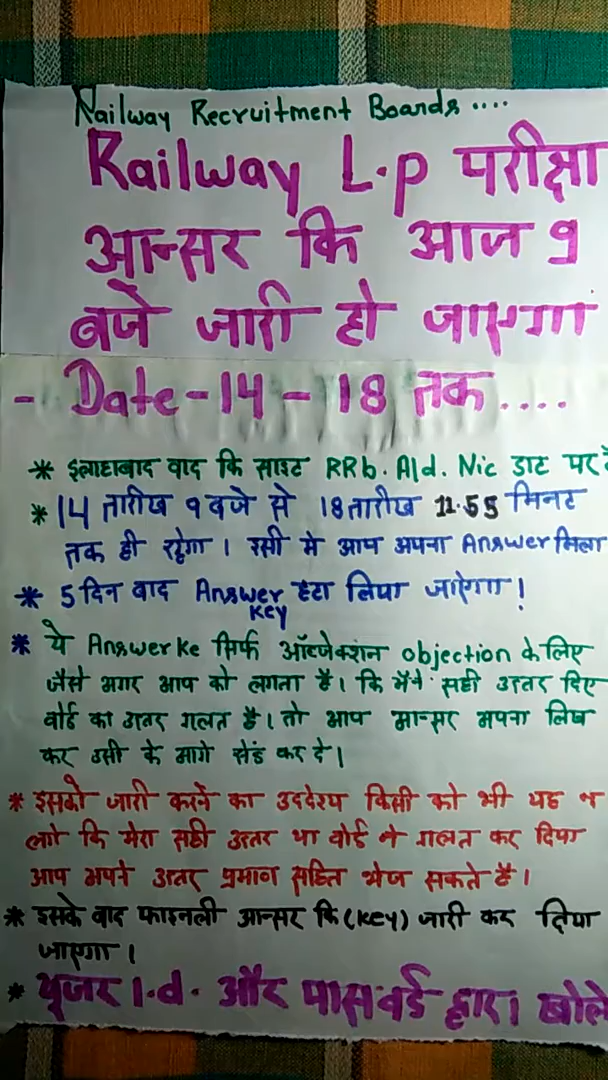 Railway Recruitment Boards....
Railway L.p परीक्षा
आन्सर कि आज 9
बजे जारी हो जाएगा
- Date-14 - 18 तक....
* इलाहाबाद वाद कि साइट RRb. Ald. Nic डाट पर
* 14 तारीख 9 बजे से 18 तारीख 11.55 मिनट
तक ही रहेगा। इसी मे आप अपना Answer मिला
* 5 दिन बाद Answer हटा लिया जाऐगा!
Key
* ये Answer Ke सिर्फ ऑब्जेक्शन objection के लिए
जैसे अगर आप को लगता है। कि मैंने सही उत्तर दिए
बोर्ड का उत्तर गलत है। तो आप आन्सर अपना लिख
कर उसी के आगे सेंड कर दे।
* इसको जारी करने का उददेश्य किसी को भी यह न
लगे कि मेरा सही उत्तर था बोर्ड ने गलत कर दिया
आप अपने उत्तर प्रमाण सहित भेज सकते है।
* इसके बाद फाइनली आन्सर कि (Key) जारी कर दिया
जाएगा।
* यूजर I.d. और पासवर्ड द्वारा खोले